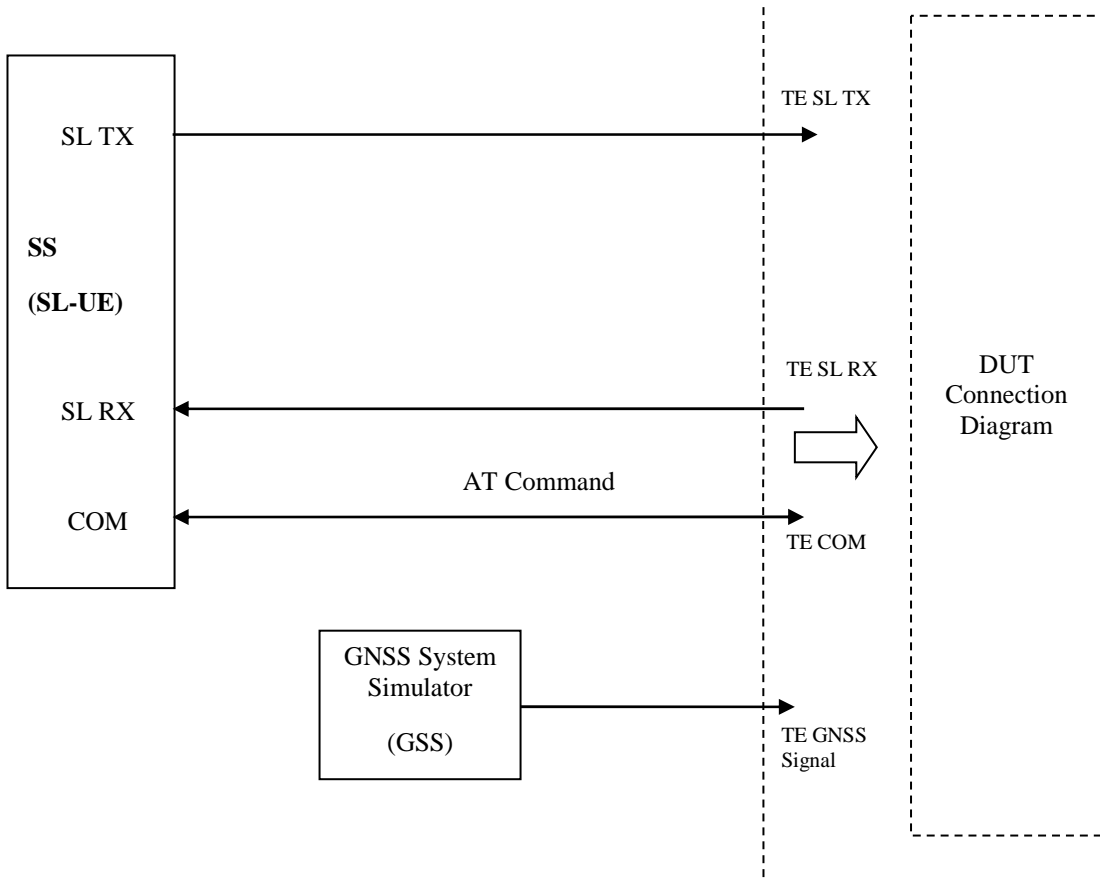 TE SL TX
SL TX
SS
(SL-UE)
TE SL RX
SL RX
DUT
Connection
Diagram
AT Command
COM
TE COM
GNSS System
Simulator
(GSS)
TE GNSS
Signal